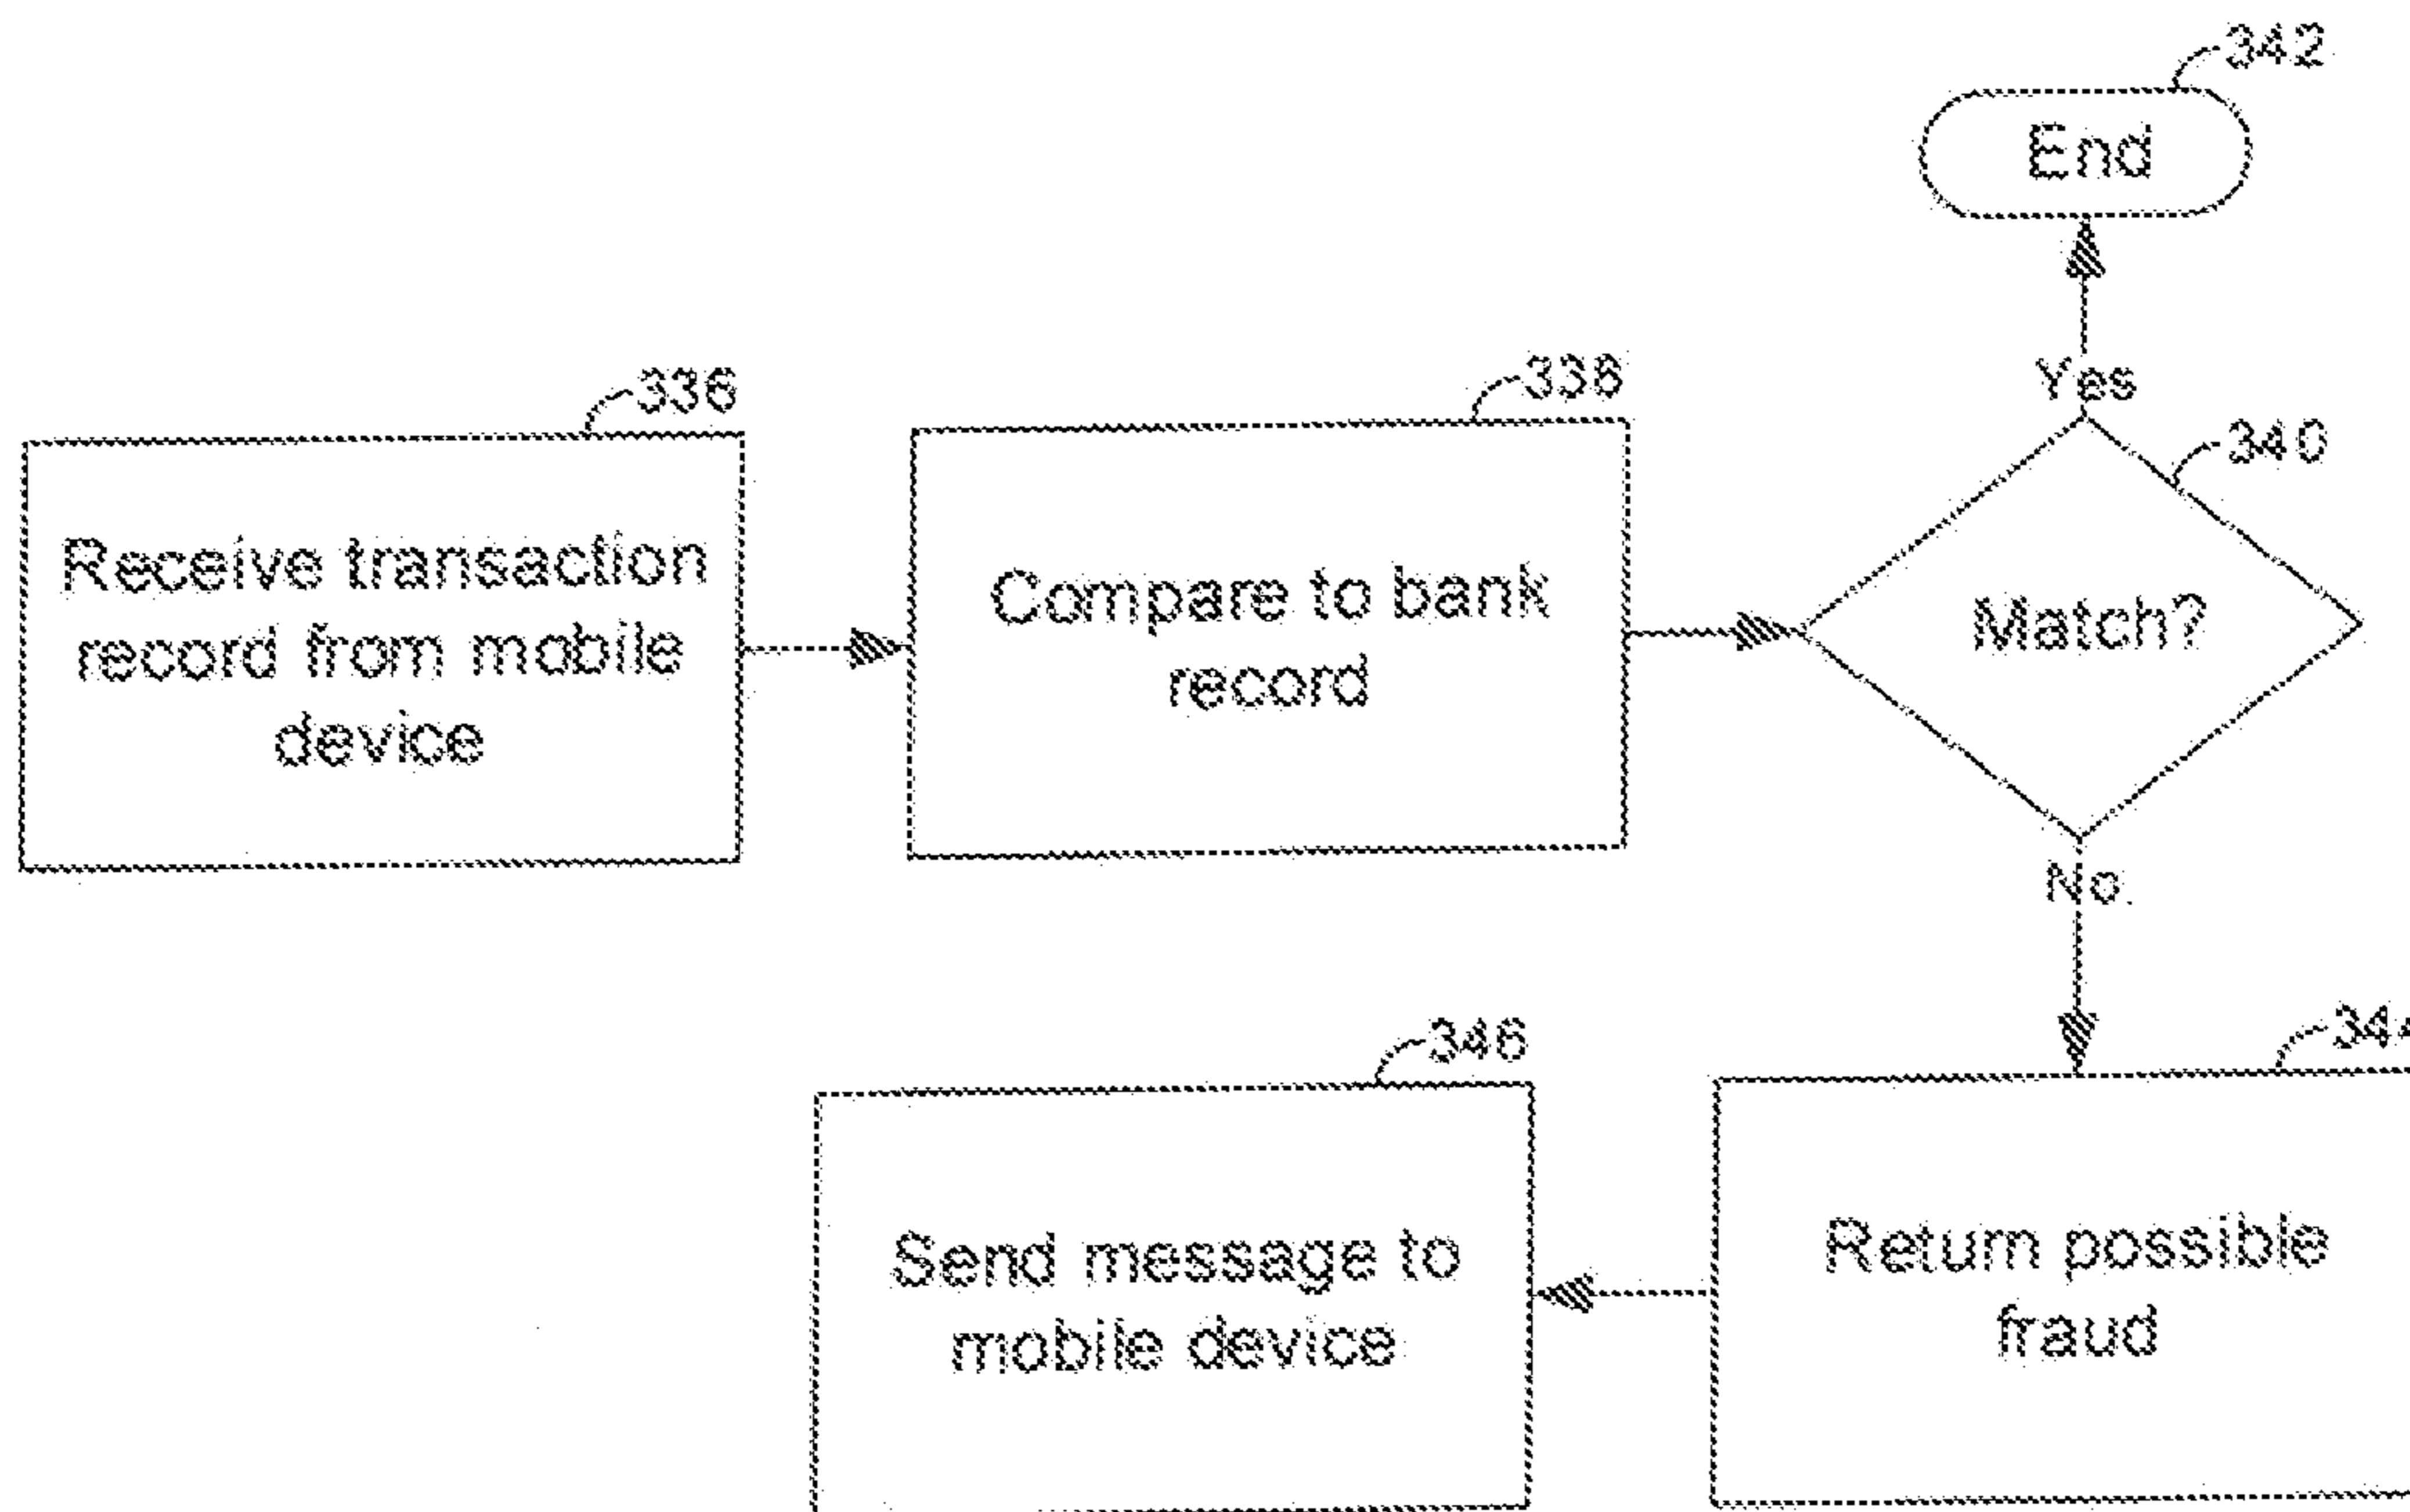 342
End
Yes
336
338
340
Receive transaction
record from mobile
device
Compare to bank
record
Match?
No
346
344
Send message to
mobile device
Return possible
fraud